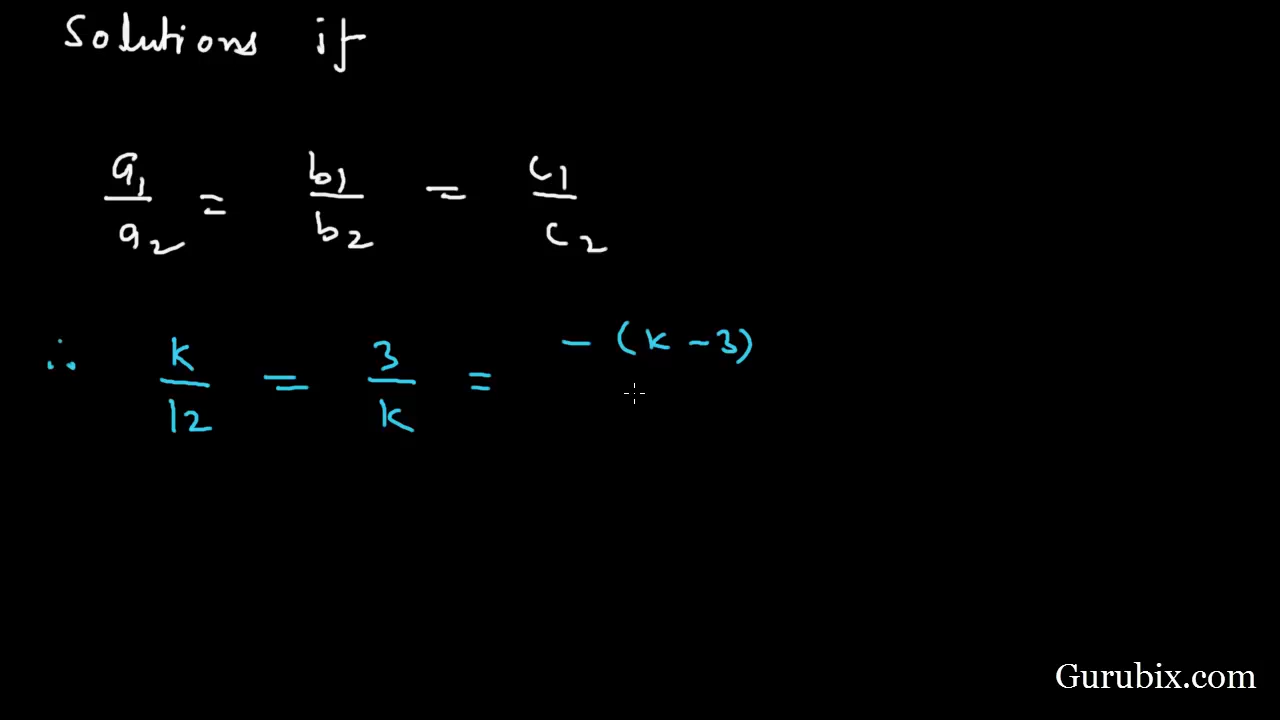 Solutions if
a1/a2 = b1/b2 = c1/c2
∴ k/12 = 3/k = -(k-3)
Gurubix.com